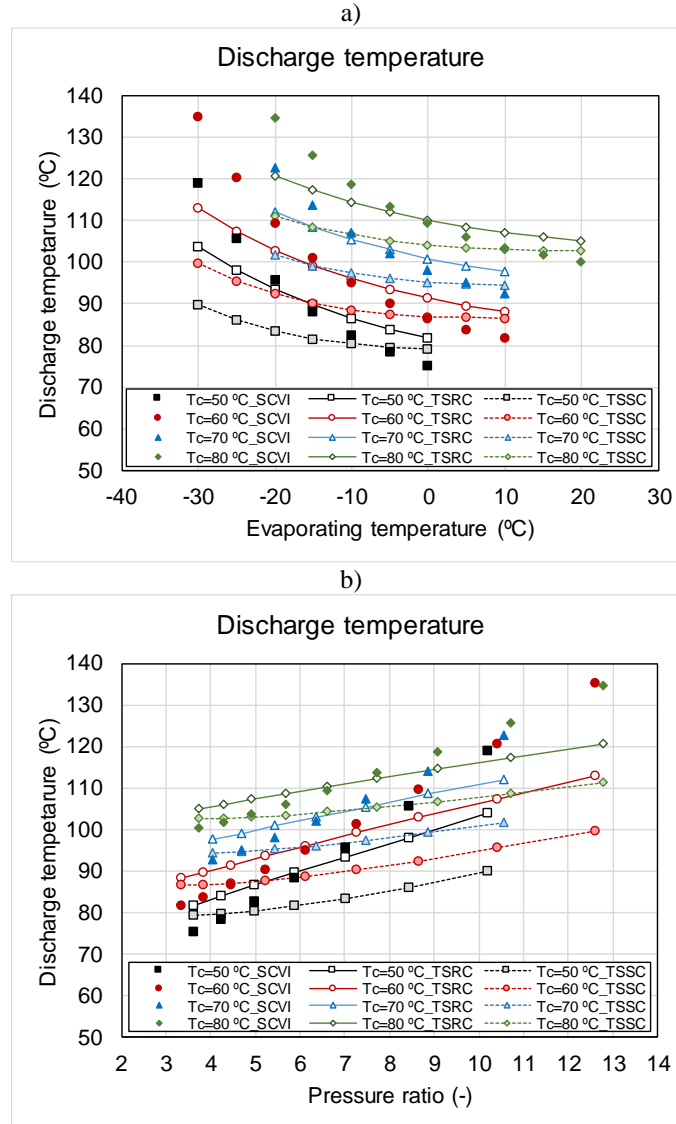 a)
Discharge temperature
Discharge tempetarure (ºC)
140
130
120
110
100
90
80
70
60
50
Tc=50 ºC_SCVI Tc=50 ºC_TSRC Tc=50 ºC_TSSC
Tc=60 ºC_SCVI Tc=60 ºC_TSRC Tc=60 ºC_TSSC
Tc=70 ºC_SCVI Tc=70 ºC_TSRC Tc=70 ºC_TSSC
Tc=80 ºC_SCVI Tc=80 ºC_TSRC Tc=80 ºC_TSSC
-40 -30 -20 -10 0 10 20 30
Evaporating temperature (ºC)
b)
Discharge temperature
Discharge tempetarure (ºC)
140
130
120
110
100
90
80
70
60
50
Tc=50 ºC_SCVI Tc=50 ºC_TSRC Tc=50 ºC_TSSC
Tc=60 ºC_SCVI Tc=60 ºC_TSRC Tc=60 ºC_TSSC
Tc=70 ºC_SCVI Tc=70 ºC_TSRC Tc=70 ºC_TSSC
Tc=80 ºC_SCVI Tc=80 ºC_TSRC Tc=80 ºC_TSSC
2 3 4 5 6 7 8 9 10 11 12 13 14
Pressure ratio (-)